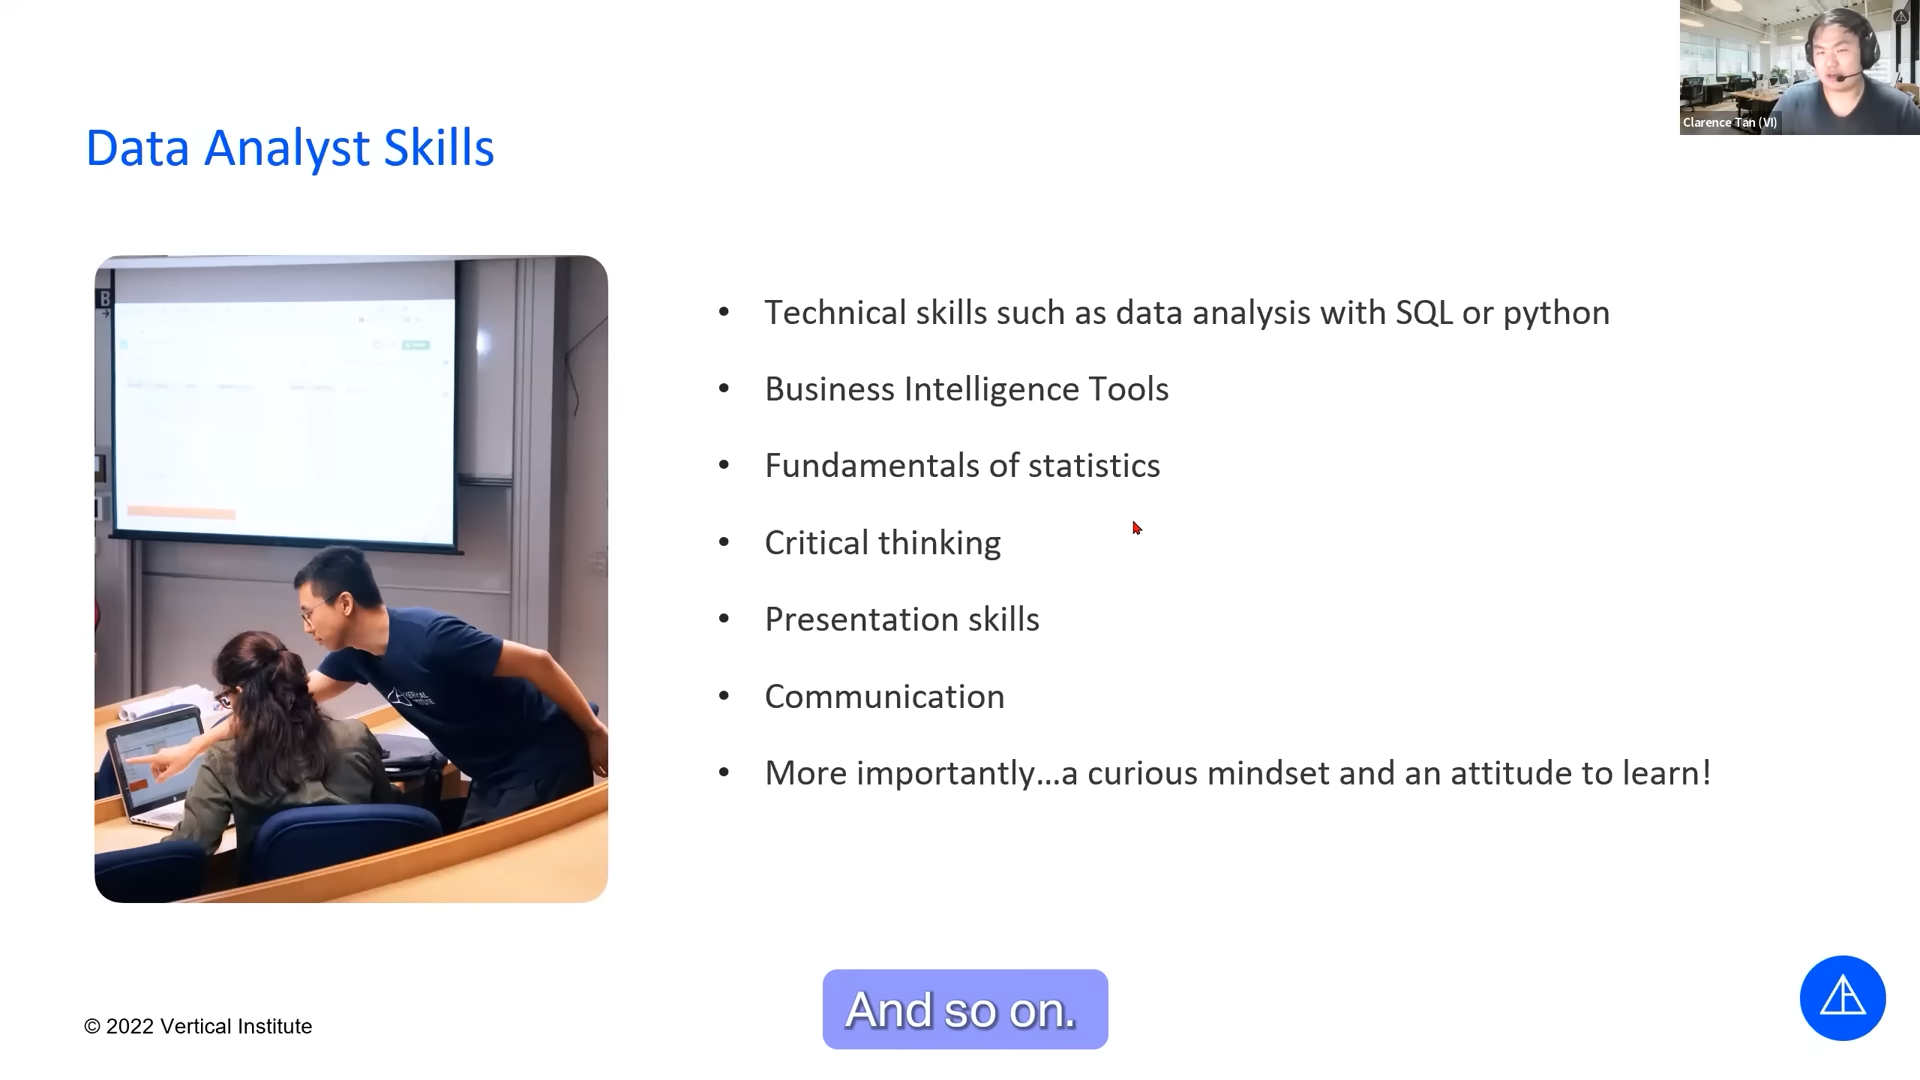 Clarence Tan (VI)
Data Analyst Skills
B
• Technical skills such as data analysis with SQL or python
• Business Intelligence Tools
• Fundamentals of statistics
• Critical thinking
• Presentation skills
• Communication
• More importantly...a curious mindset and an attitude to learn!
And so on.
© 2022 Vertical Institute